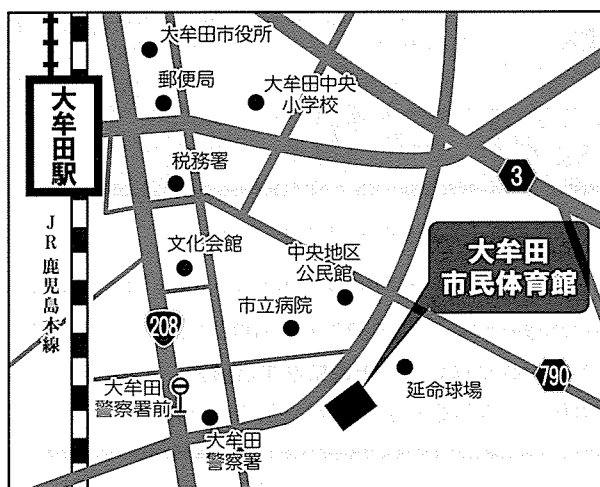 大牟田市役所
郵便局
大牟田中央
小学校
大牟田駅
税務署
3
JR鹿児島本線
文化会館
中央地区
公民館
大牟田
市民体育館
市立病院
208
790
延命球場
大牟田
警察署前
大牟田
警察署